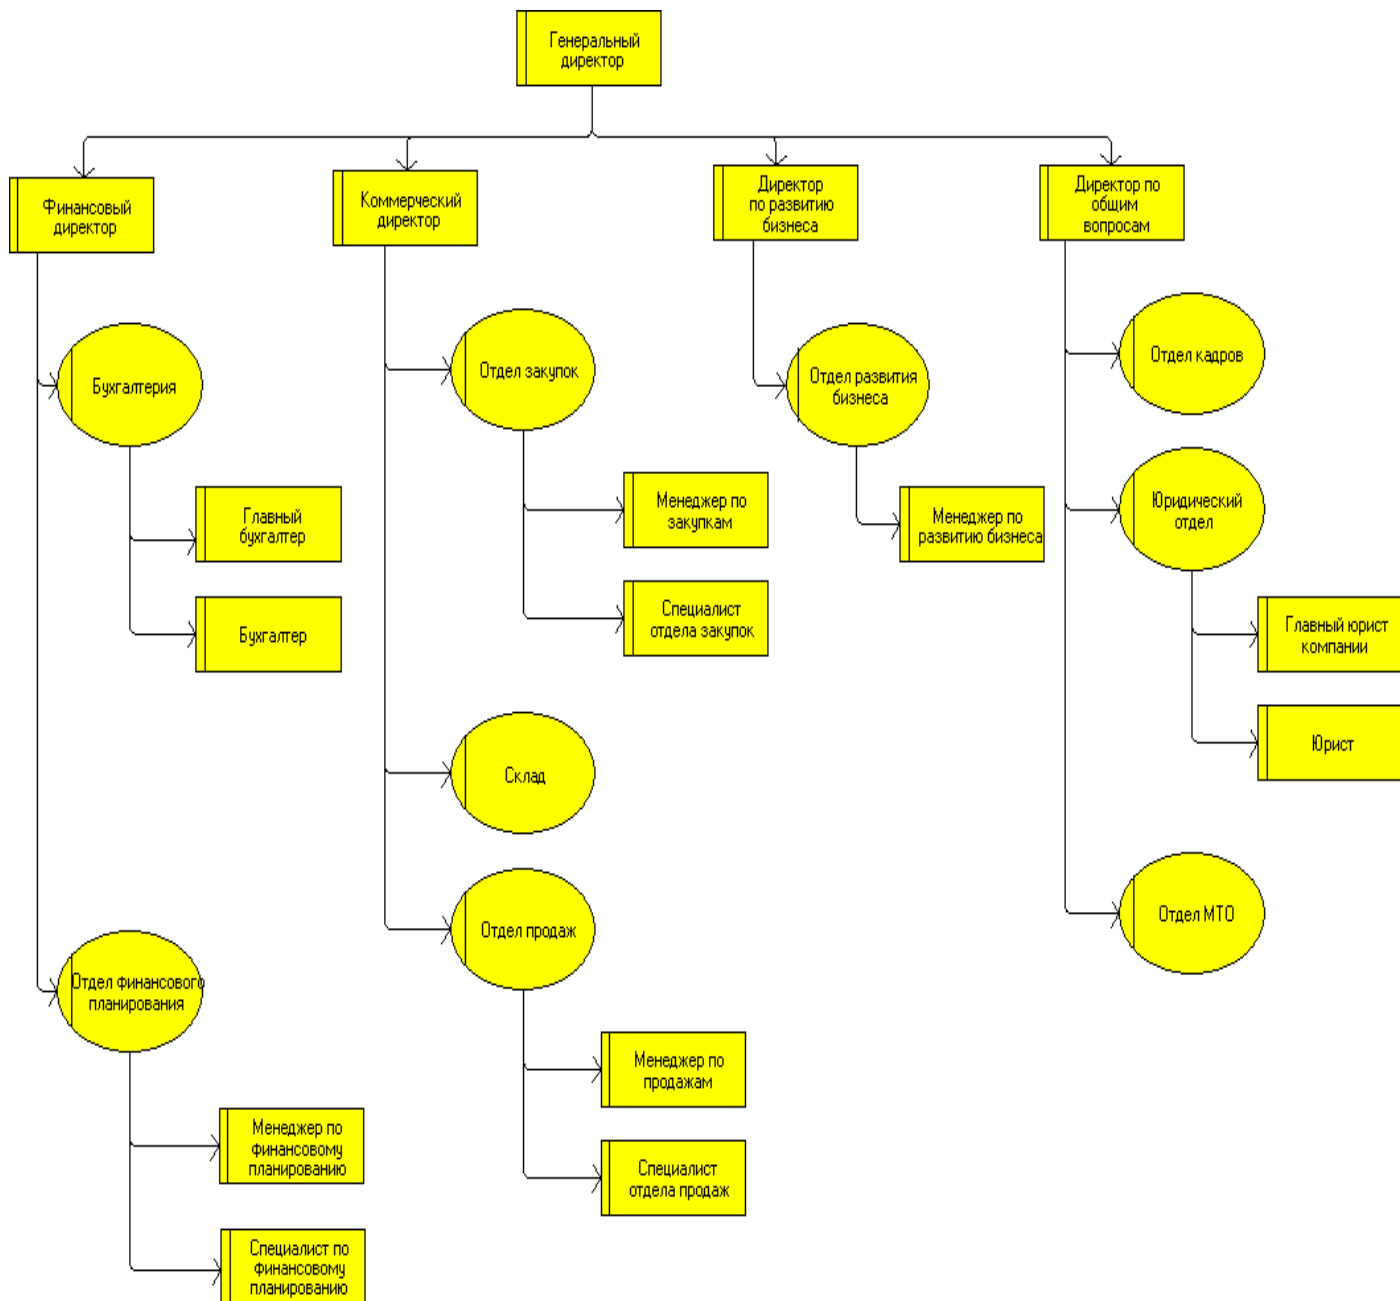 Генеральный
директор
Финансовый
директор
Коммерческий
директор
Директор
по развитию
бизнеса
Директор по
общим
вопросам
Бухгалтерия
Главный
бухгалтер
Бухгалтер
Отдел финансового
планирования
Менеджер по
финансовому
планированию
Специалист по
финансовому
планированию
Отдел закупок
Менеджер по
закупкам
Специалист
отдела закупок
Склад
Отдел продаж
Менеджер по
продажам
Специалист
отдела продаж
Отдел развития
бизнеса
Менеджер по
развитию бизнеса
Отдел кадров
Юридический
отдел
Главный юрист
компании
Юрист
Отдел МТО